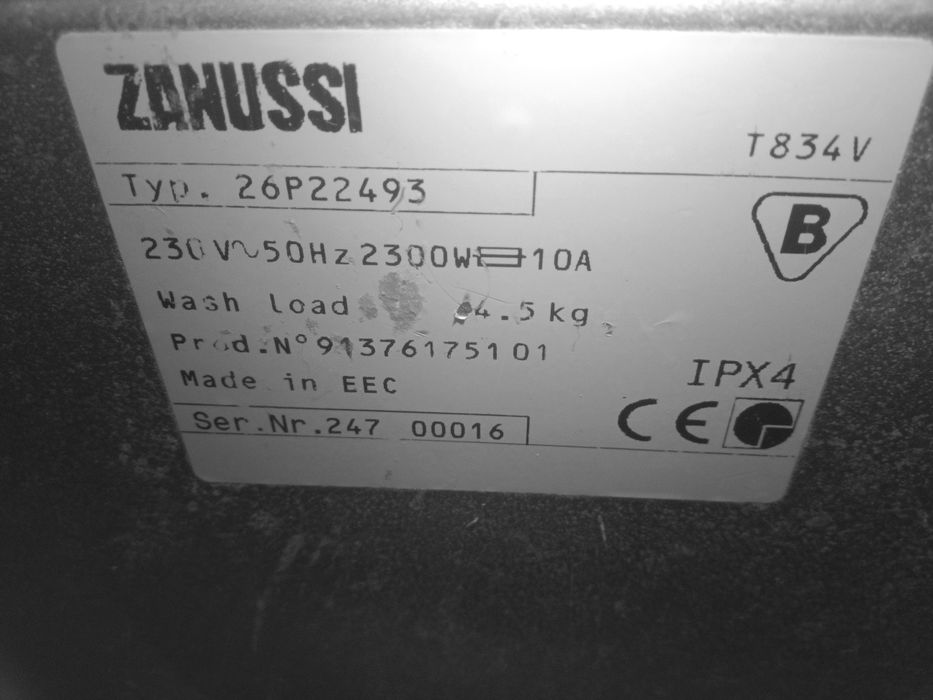 ZANUSSI
T834V
Typ. 26P22493
B
230V~50Hz 2300W 10A
Wash Load 4.5kg
Prod.N°91376175101
Made in EEC
IPX4
Ser.Nr.247 00016
CE